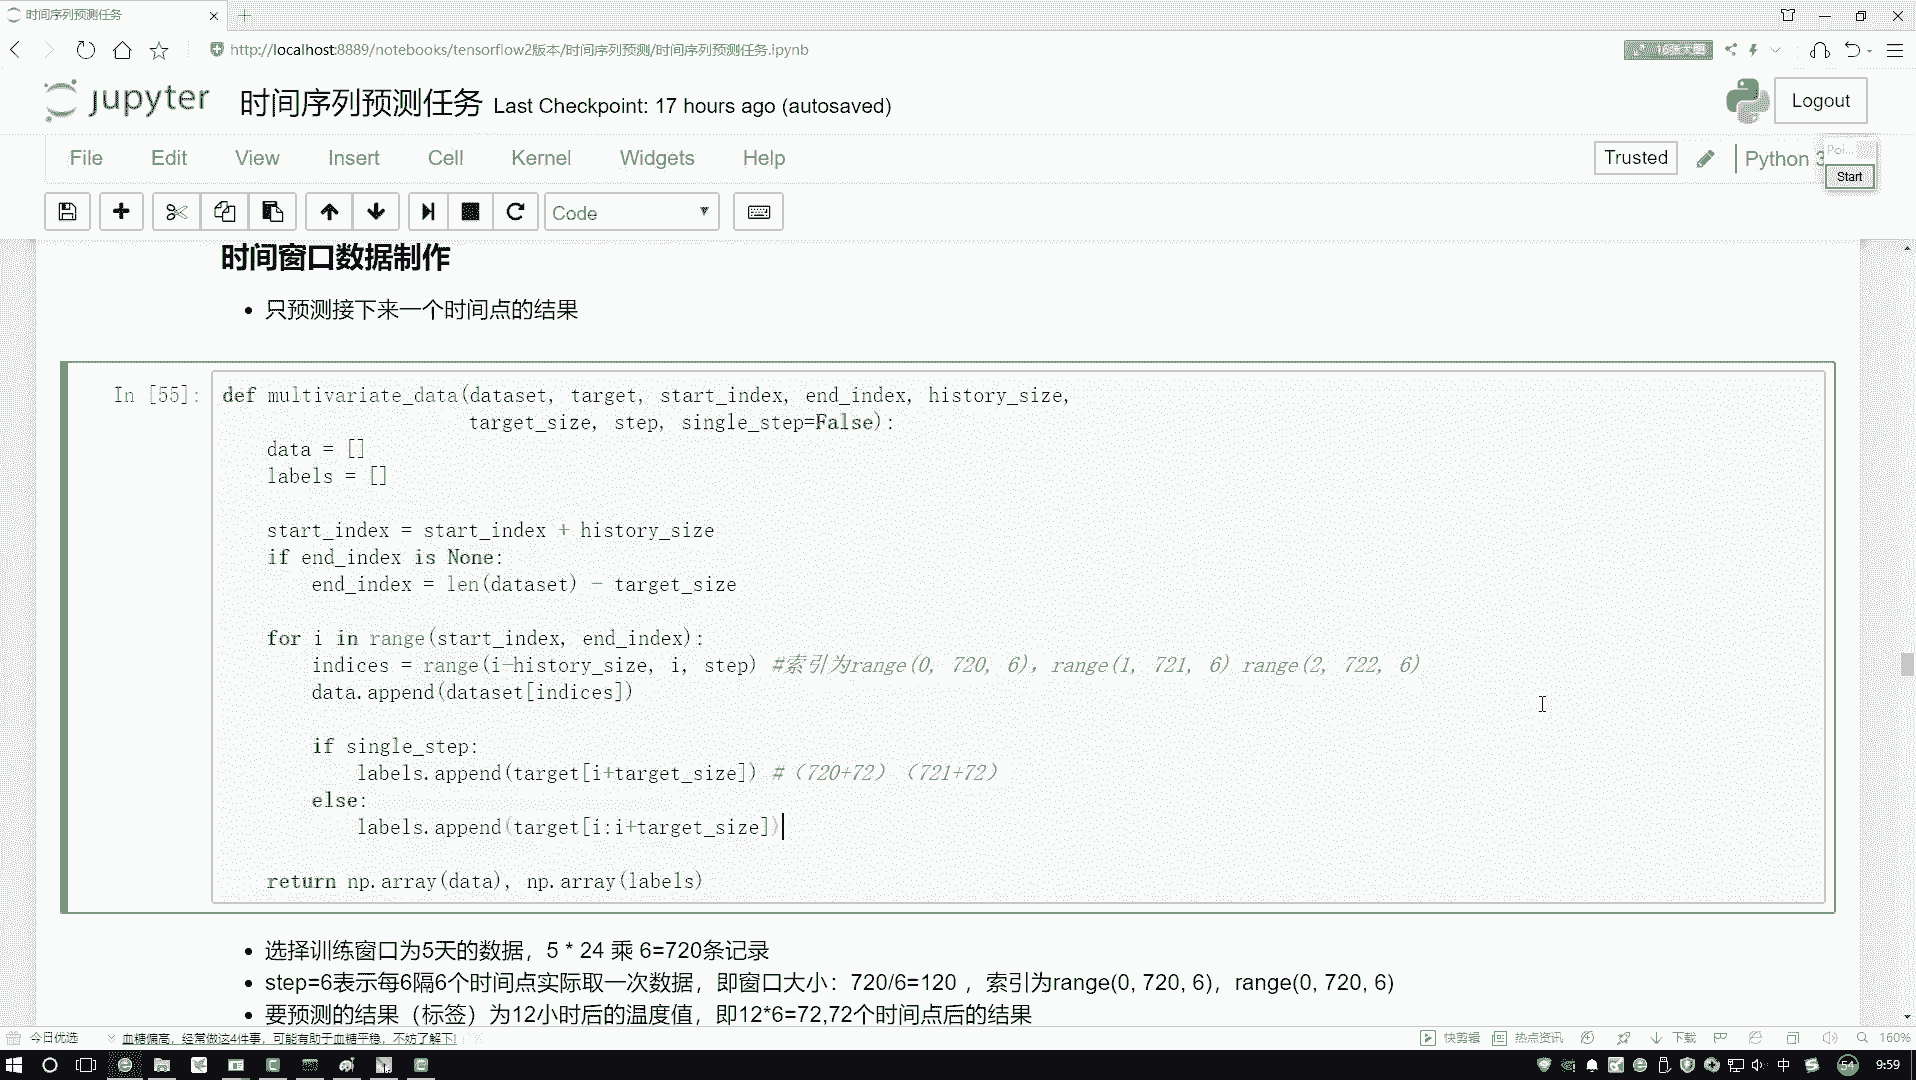 时间序列预测任务
http://localhost:8889/notebooks/tensorflow2版本/时间序列预测/时间序列预测任务.ipynb
jupyter 时间序列预测任务 Last Checkpoint: 17 hours ago (autosaved)
Logout
File Edit View Insert Cell Kernel Widgets Help
Trusted
Python 3
Poi...
Start
Code
时间窗口数据制作
• 只预测接下来一个时间点的结果
In [55]:
def multivariate_data(dataset, target, start_index, end_index, history_size,
target_size, step, single_step=False):
data = []
labels = []
start_index = start_index + history_size
if end_index is None:
end_index = len(dataset) - target_size
for i in range(start_index, end_index):
indices = range(i-history_size, i, step) #索引为range(0, 720, 6), range(1, 721, 6) range(2, 722, 6)
data.append(dataset[indices])
if single_step:
labels.append(target[i+target_size]) #（720+72）（721+72）
else:
labels.append(target[i:i+target_size])
return np.array(data), np.array(labels)
• 选择训练窗口为5天的数据，5 * 24 乘 6=720条记录
• step=6表示每6隔6个时间点实际取一次数据，即窗口大小：720/6=120 ，索引为range(0, 720, 6)，range(0, 720, 6)
• 要预测的结果（标签）为12小时后的温度值，即12*6=72,72个时间点后的结果
今日优选
血糖偏高，经常做这4件事，可能有助于血糖平稳，不妨了解下!
快剪辑
热点资讯
下载
160%
中
54
9:59